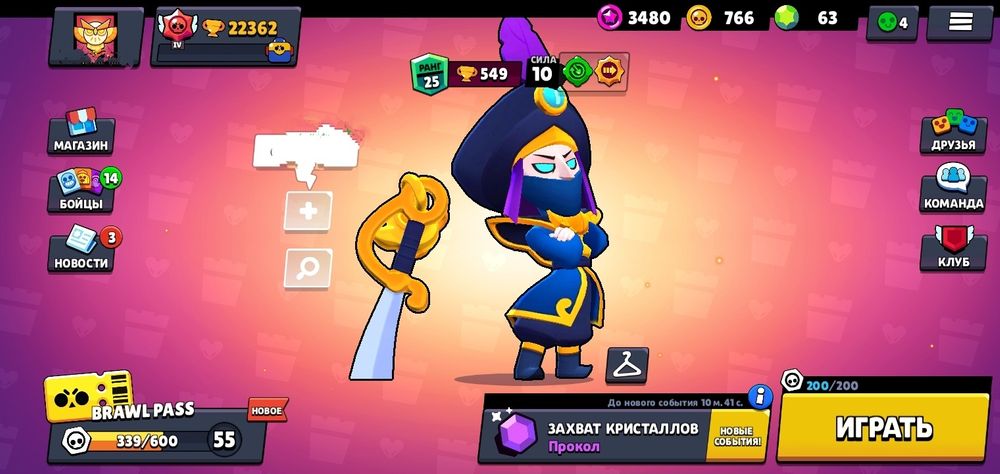 IV
22362
3480
766
63
4
РАНГ
25
549
СИЛА
10
МАГАЗИН
БОЙЦЫ
14
НОВОСТИ
3
ДРУЗЬЯ
КОМАНДА
КЛУБ
BRAWL PASS
НОВОЕ
339/600
55
До нового события 10 м. 41 с.
ЗАХВАТ КРИСТАЛЛОВ
Прокол
НОВЫЕ
СОБЫТИЯ!
i
200/200
ИГРАТЬ